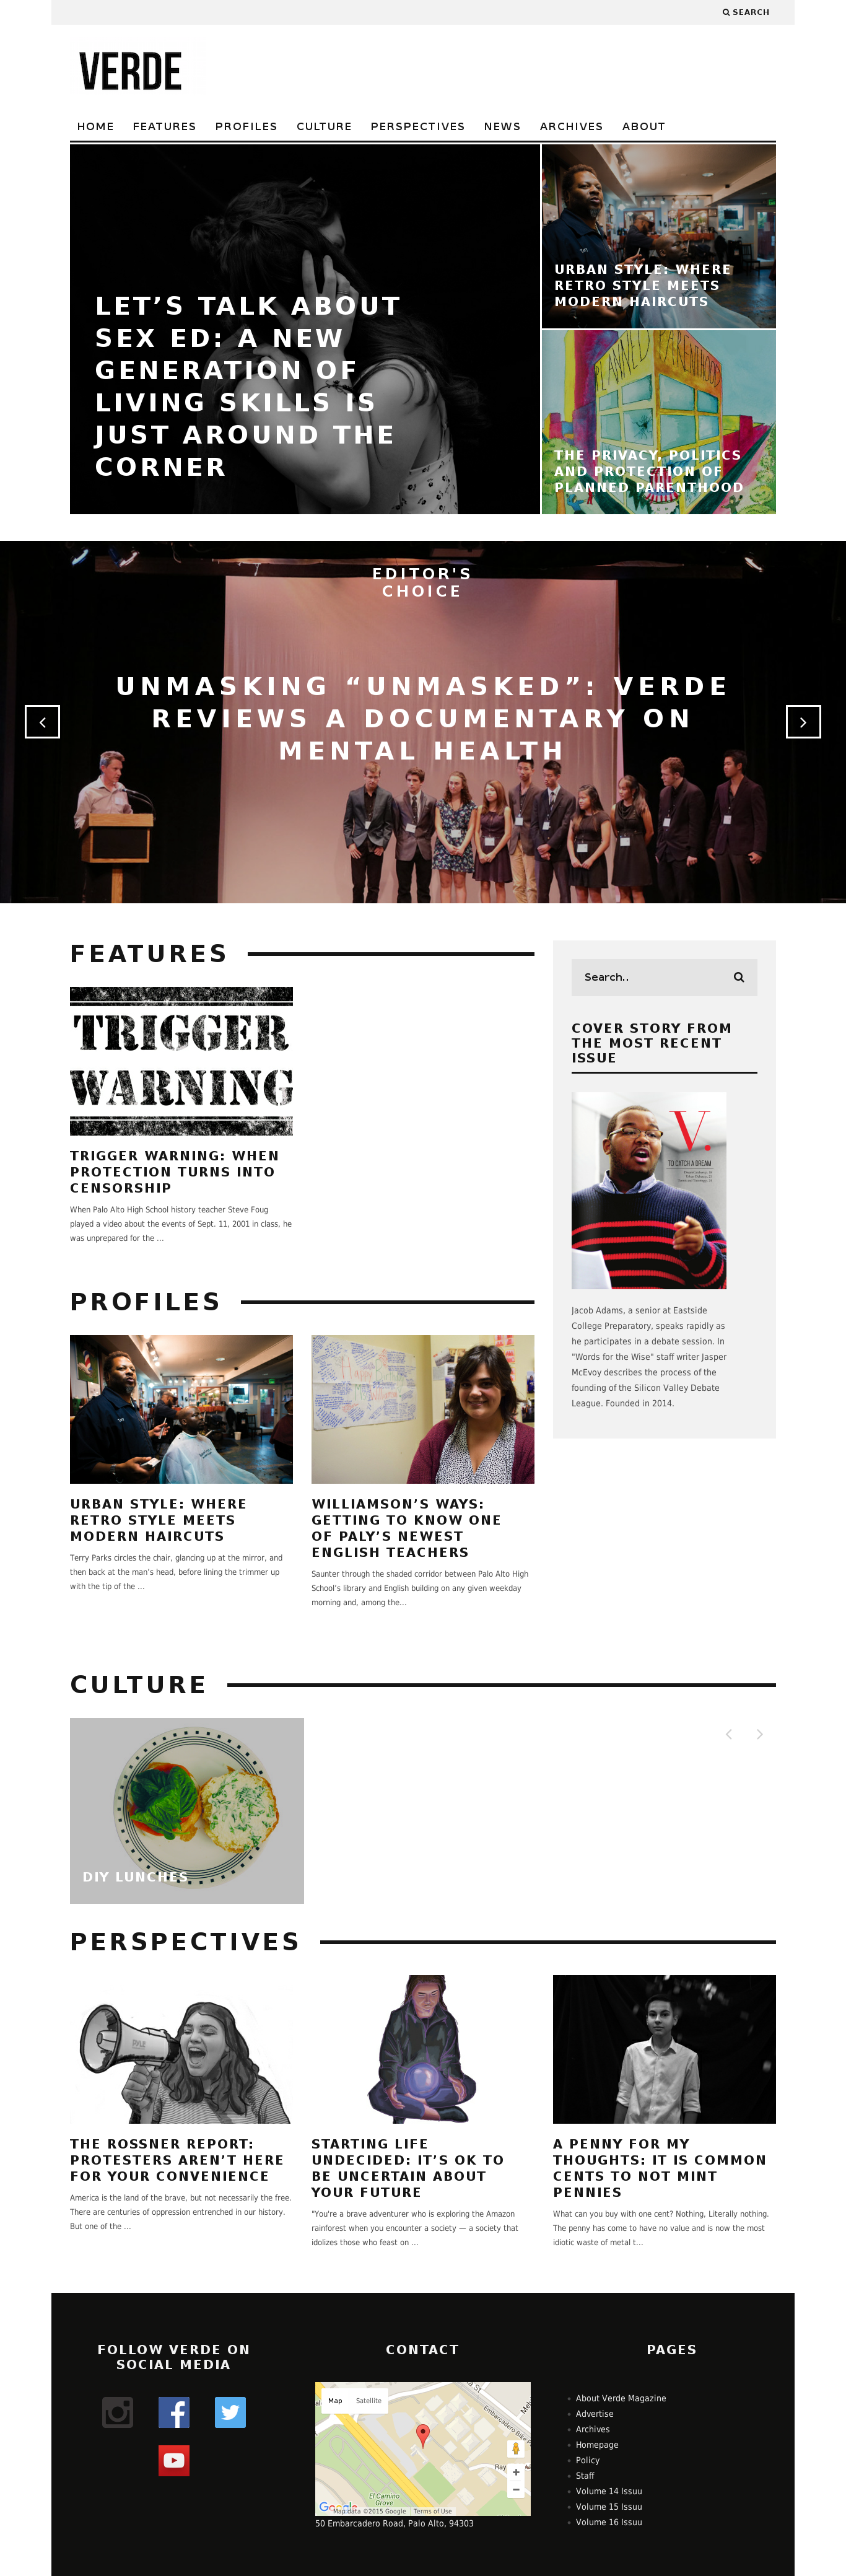 SEARCH
VERDE
HOME FEATURES PROFILES CULTURE PERSPECTIVES NEWS ARCHIVES ABOUT
LET’S TALK ABOUT
SEX ED: A NEW
GENERATION OF
LIVING SKILLS IS
JUST AROUND THE
CORNER
URBAN STYLE: WHERE
RETRO STYLE MEETS
MODERN HAIRCUTS
PLANNED PARENTHOOD
THE PRIVACY, POLITICS
AND PROTECTION OF
PLANNED PARENTHOOD
EDITOR'S
CHOICE
UNMASKING “UNMASKED”: VERDE
REVIEWS A DOCUMENTARY ON
MENTAL HEALTH
FEATURES
TRIGGER
WARNING
TRIGGER WARNING: WHEN
PROTECTION TURNS INTO
CENSORSHIP
When Palo Alto High School history teacher Steve Foug
played a video about the events of Sept. 11, 2001 in class, he
was unprepared for the ...
Search..
COVER STORY FROM
THE MOST RECENT
ISSUE
V.
TO CATCH A DREAM
Jacob Adams, a senior at Eastside
College Preparatory, speaks rapidly as
he participates in a debate session. In
"Words for the Wise" staff writer Jasper
McEvoy describes the process of the
founding of the Silicon Valley Debate
League. Founded in 2014.
PROFILES
URBAN STYLE: WHERE
RETRO STYLE MEETS
MODERN HAIRCUTS
Terry Parks circles the chair, glancing up at the mirror, and
then back at the man’s head, before lining the trimmer up
with the tip of the ...
WILLIAMSON’S WAYS:
GETTING TO KNOW ONE
OF PALY’S NEWEST
ENGLISH TEACHERS
Saunter through the shaded corridor between Palo Alto High
School’s library and English building on any given weekday
morning and, among the...
CULTURE
DIY LUNCHES
PERSPECTIVES
THE ROSSNER REPORT:
PROTESTERS AREN’T HERE
FOR YOUR CONVENIENCE
America is the land of the brave, but not necessarily the free.
There are centuries of oppression entrenched in our history.
But one of the ...
STARTING LIFE
UNDECIDED: IT’S OK TO
BE UNCERTAIN ABOUT
YOUR FUTURE
"You're a brave adventurer who is exploring the Amazon
rainforest when you encounter a society — a society that
idolizes those who feast on ...
A PENNY FOR MY
THOUGHTS: IT IS COMMON
CENTS TO NOT MINT
PENNIES
What can you buy with one cent? Nothing, Literally nothing.
The penny has come to have no value and is now the most
idiotic waste of metal t...
FOLLOW VERDE ON
SOCIAL MEDIA
CONTACT
Map Satellite
Embarcadero Road
Embarcadero Bike
El Camino
Grove
Google
Map data ©2015 Google Terms of Use
50 Embarcadero Road, Palo Alto, 94303
PAGES
About Verde Magazine
Advertise
Archives
Homepage
Policy
Staff
Volume 14 Issuu
Volume 15 Issuu
Volume 16 Issuu